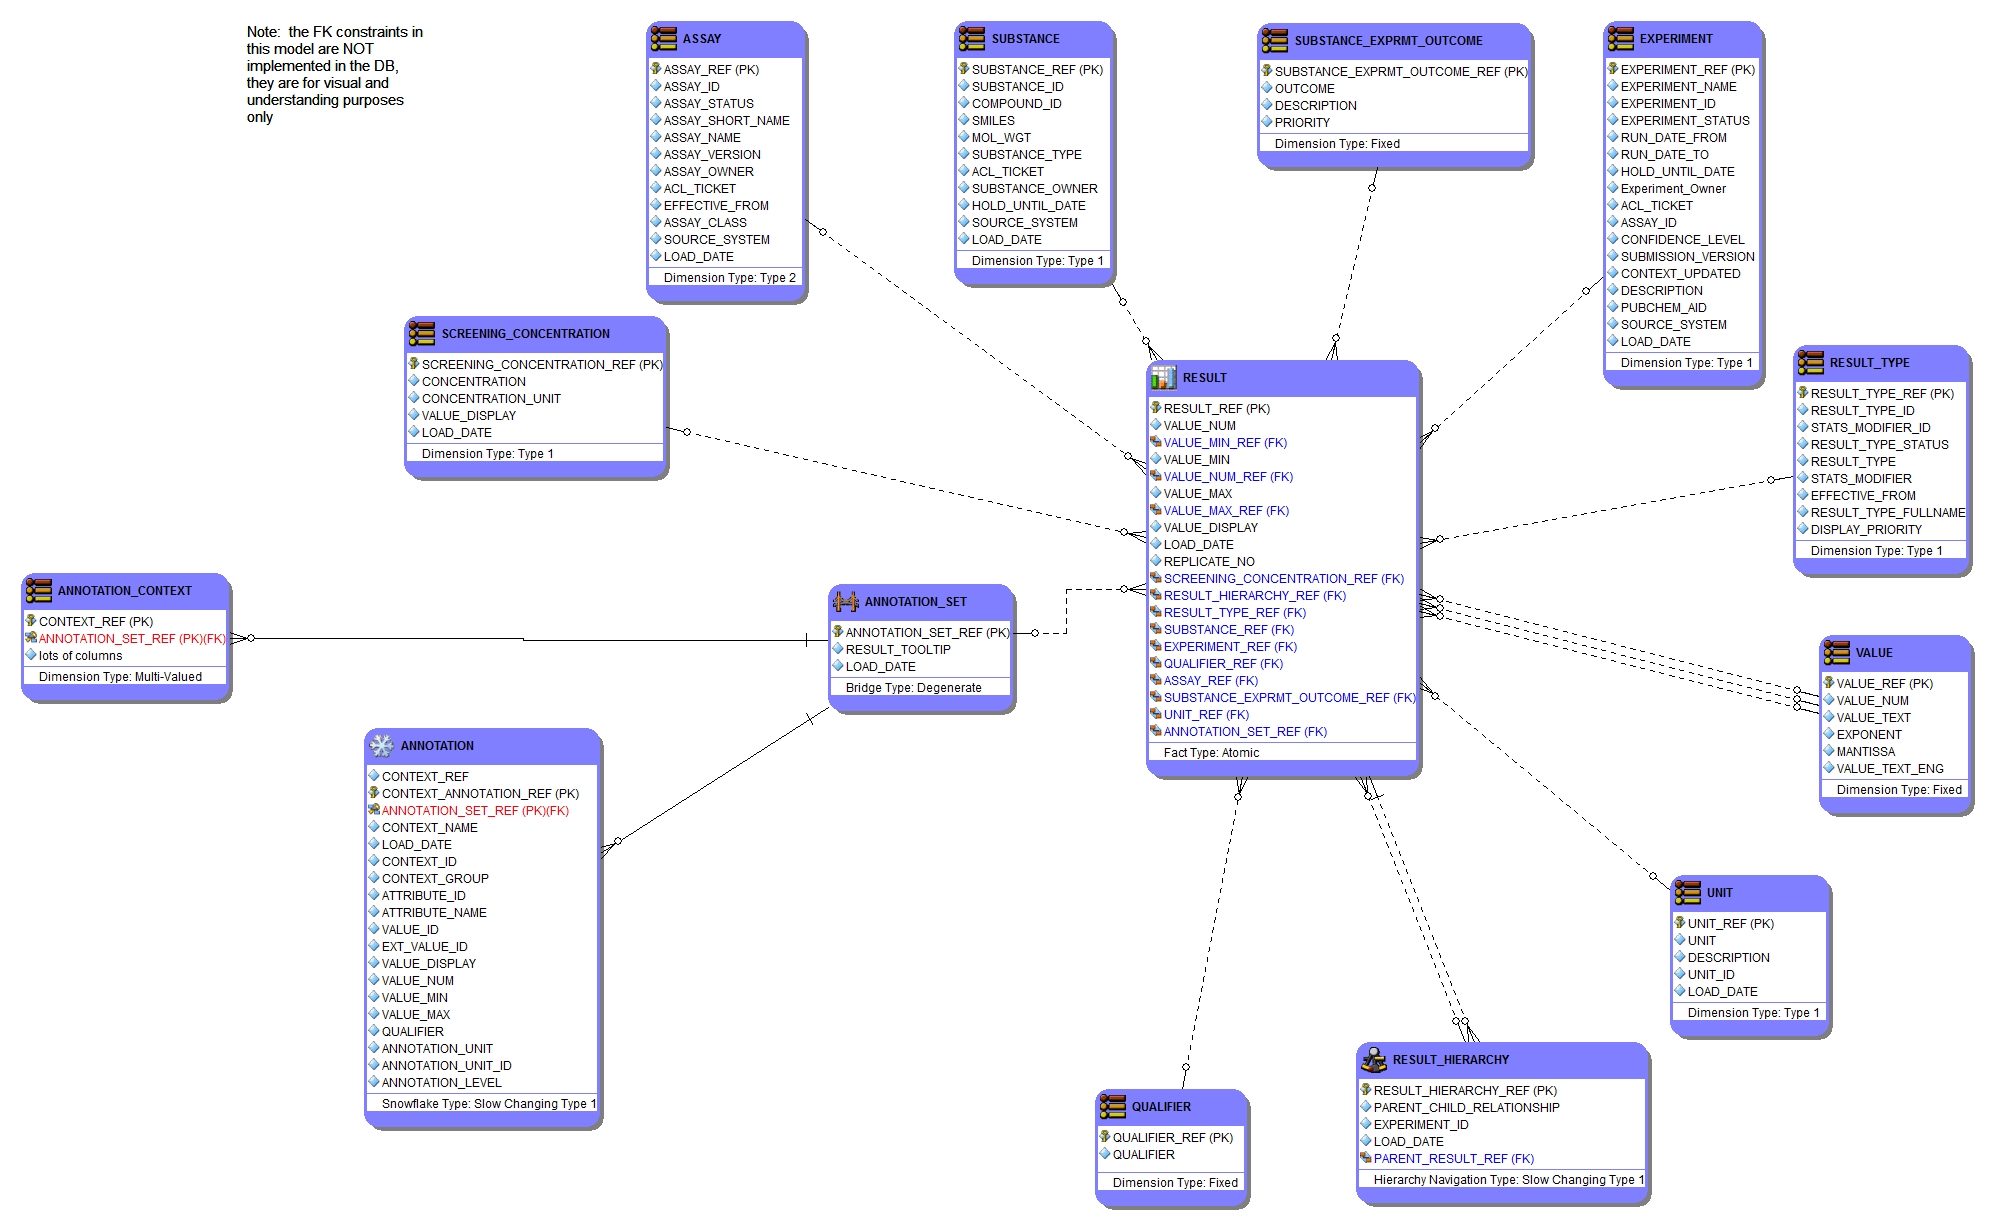 Note:  the FK constraints in
this model are NOT
implemented in the DB,
they are for visual and
understanding purposes
only
ASSAY
ASSAY_REF (PK)
ASSAY_ID
ASSAY_STATUS
ASSAY_SHORT_NAME
ASSAY_NAME
ASSAY_VERSION
ASSAY_OWNER
ACL_TICKET
EFFECTIVE_FROM
ASSAY_CLASS
SOURCE_SYSTEM
LOAD_DATE
Dimension Type: Type 2
SUBSTANCE
SUBSTANCE_REF (PK)
SUBSTANCE_ID
COMPOUND_ID
SMILES
MOL_WGT
SUBSTANCE_TYPE
ACL_TICKET
SUBSTANCE_OWNER
HOLD_UNTIL_DATE
SOURCE_SYSTEM
LOAD_DATE
Dimension Type: Type 1
SUBSTANCE_EXPRMT_OUTCOME
SUBSTANCE_EXPRMT_OUTCOME_REF (PK)
OUTCOME
DESCRIPTION
PRIORITY
Dimension Type: Fixed
EXPERIMENT
EXPERIMENT_REF (PK)
EXPERIMENT_NAME
EXPERIMENT_ID
EXPERIMENT_STATUS
RUN_DATE_FROM
RUN_DATE_TO
HOLD_UNTIL_DATE
Experiment_Owner
ACL_TICKET
ASSAY_ID
CONFIDENCE_LEVEL
SUBMISSION_VERSION
CONTEXT_UPDATED
DESCRIPTION
PUBCHEM_AID
SOURCE_SYSTEM
LOAD_DATE
Dimension Type: Type 1
SCREENING_CONCENTRATION
SCREENING_CONCENTRATION_REF (PK)
CONCENTRATION
CONCENTRATION_UNIT
VALUE_DISPLAY
LOAD_DATE
Dimension Type: Type 1
RESULT
RESULT_REF (PK)
VALUE_NUM
VALUE_MIN_REF (FK)
VALUE_MIN
VALUE_NUM_REF (FK)
VALUE_MAX
VALUE_MAX_REF (FK)
VALUE_DISPLAY
LOAD_DATE
REPLICATE_NO
SCREENING_CONCENTRATION_REF (FK)
RESULT_HIERARCHY_REF (FK)
RESULT_TYPE_REF (FK)
SUBSTANCE_REF (FK)
EXPERIMENT_REF (FK)
QUALIFIER_REF (FK)
ASSAY_REF (FK)
SUBSTANCE_EXPRMT_OUTCOME_REF (FK)
UNIT_REF (FK)
ANNOTATION_SET_REF (FK)
Fact Type: Atomic
RESULT_TYPE
RESULT_TYPE_REF (PK)
RESULT_TYPE_ID
STATS_MODIFIER_ID
RESULT_TYPE_STATUS
RESULT_TYPE
STATS_MODIFIER
EFFECTIVE_FROM
RESULT_TYPE_FULLNAME
DISPLAY_PRIORITY
Dimension Type: Type 1
ANNOTATION_CONTEXT
CONTEXT_REF (PK)
ANNOTATION_SET_REF (PK)(FK)
lots of columns
Dimension Type: Multi-Valued
ANNOTATION_SET
ANNOTATION_SET_REF (PK)
RESULT_TOOLTIP
LOAD_DATE
Bridge Type: Degenerate
VALUE
VALUE_REF (PK)
VALUE_NUM
VALUE_TEXT
EXPONENT
MANTISSA
VALUE_TEXT_ENG
Dimension Type: Fixed
ANNOTATION
CONTEXT_REF
CONTEXT_ANNOTATION_REF (PK)
ANNOTATION_SET_REF (PK)(FK)
CONTEXT_NAME
LOAD_DATE
CONTEXT_ID
CONTEXT_GROUP
ATTRIBUTE_ID
ATTRIBUTE_NAME
VALUE_ID
EXT_VALUE_ID
VALUE_DISPLAY
VALUE_NUM
VALUE_MIN
VALUE_MAX
QUALIFIER
ANNOTATION_UNIT
ANNOTATION_UNIT_ID
ANNOTATION_LEVEL
Snowflake Type: Slow Changing Type 1
UNIT
UNIT_REF (PK)
UNIT
DESCRIPTION
UNIT_ID
LOAD_DATE
Dimension Type: Type 1
QUALIFIER
QUALIFIER_REF (PK)
QUALIFIER
Dimension Type: Fixed
RESULT_HIERARCHY
RESULT_HIERARCHY_REF (PK)
PARENT_CHILD_RELATIONSHIP
EXPERIMENT_ID
LOAD_DATE
PARENT_RESULT_REF (FK)
Hierarchy Navigation Type: Slow Changing Type 1